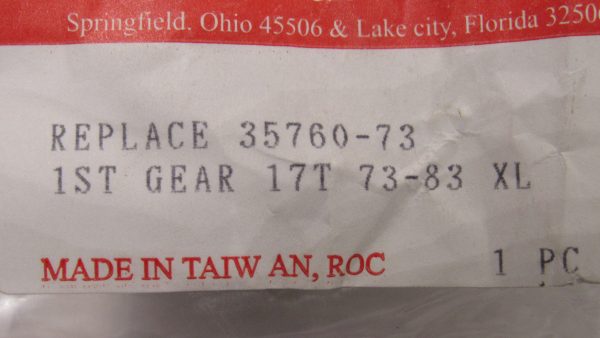 Springfield. Ohio 45506 & Lake city, Florida 32506
REPLACE 35760-73
1ST GEAR 17T 73-83 XL
MADE IN TAIW AN, ROC
1 PC